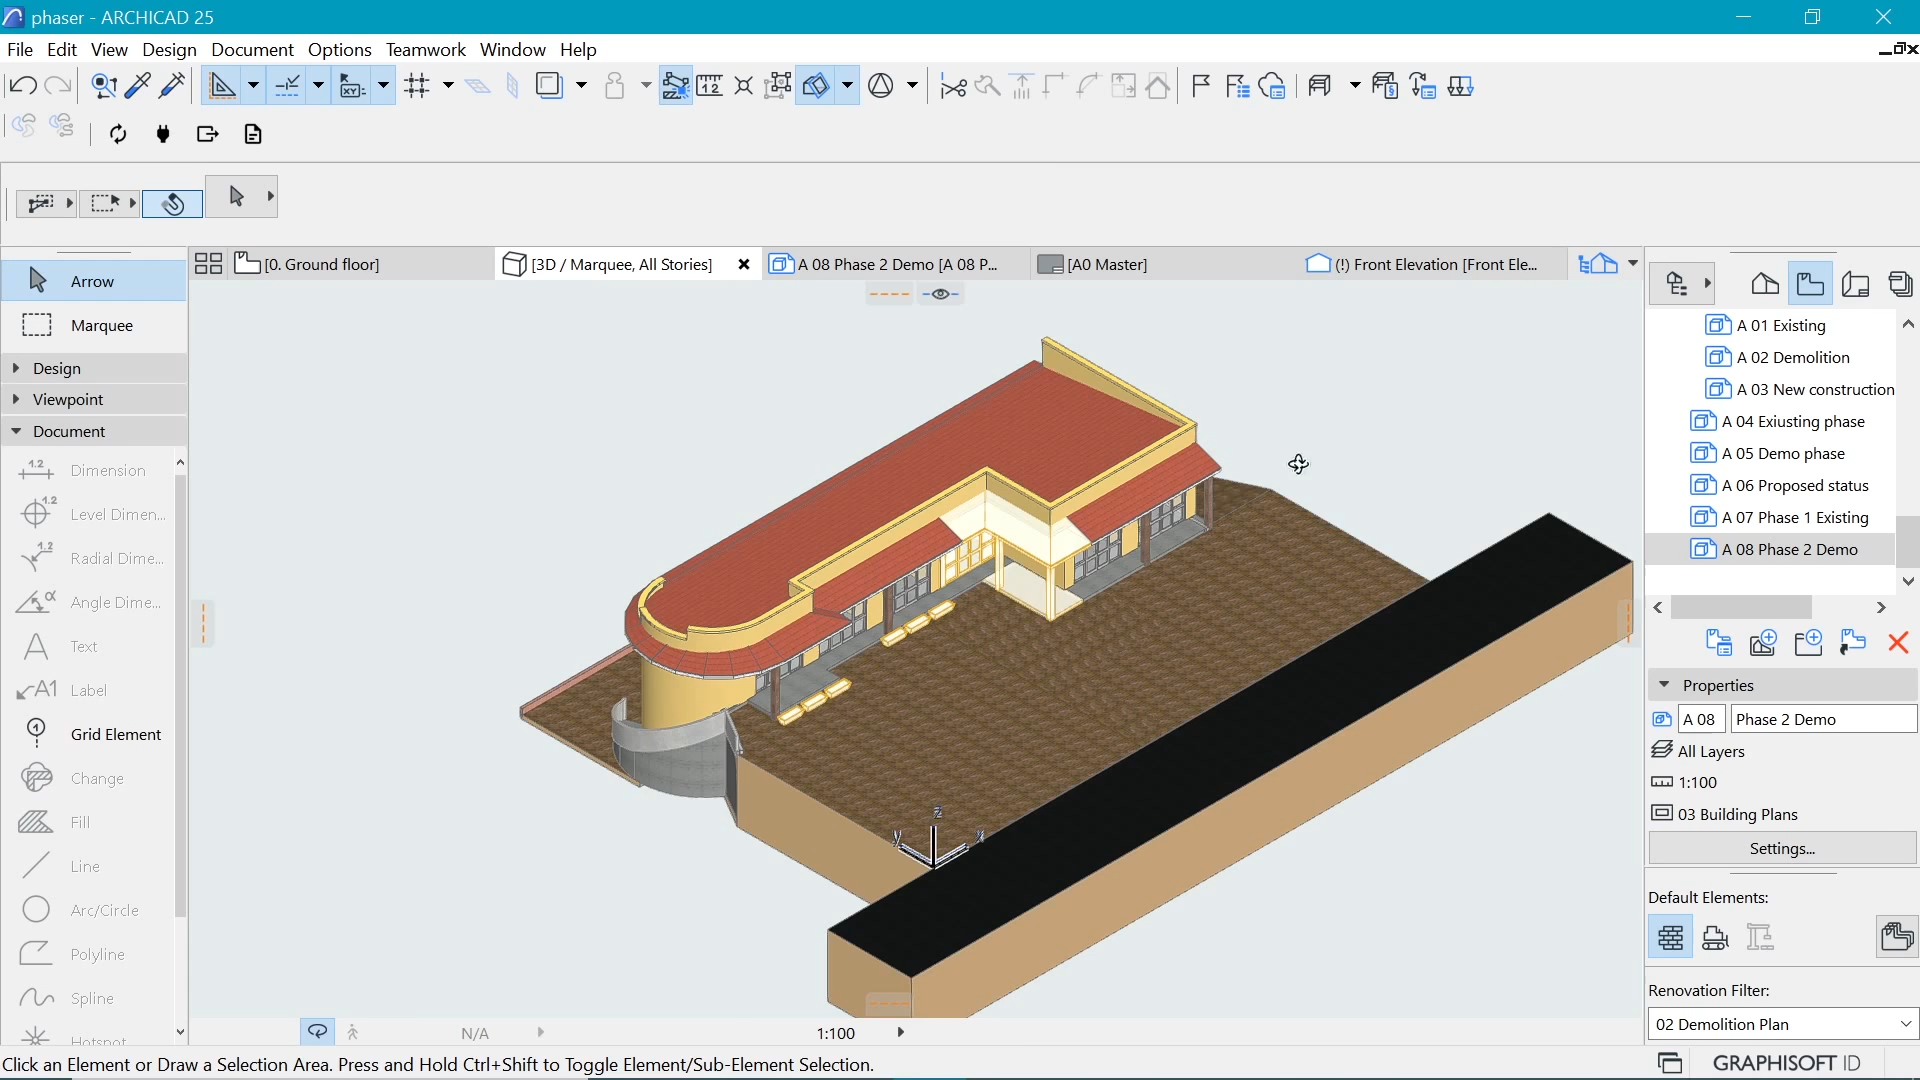 phaser - ARCHICAD 25
File Edit View Design Document Options Teamwork Window Help
[0. Ground floor]
[3D / Marquee, All Stories]
A 08 Phase 2 Demo [A 08 P...
[A0 Master]
(!) Front Elevation [Front Ele...
Arrow
Marquee
Design
Viewpoint
Document
Dimension
Level Dimen...
Radial Dime...
Angle Dime...
Text
Label
Grid Element
Change
Fill
Line
Arc/Circle
Polyline
Spline
Hotspot
A 01 Existing
A 02 Demolition
A 03 New construction
A 04 Exiusting phase
A 05 Demo phase
A 06 Proposed status
A 07 Phase 1 Existing
A 08 Phase 2 Demo
Properties
A 08 Phase 2 Demo
All Layers
1:100
03 Building Plans
Settings...
Default Elements:
Renovation Filter:
02 Demolition Plan
z
y
x
N/A
1:100
Click an Element or Draw a Selection Area. Press and Hold Ctrl+Shift to Toggle Element/Sub-Element Selection.
GRAPHISOFT ID